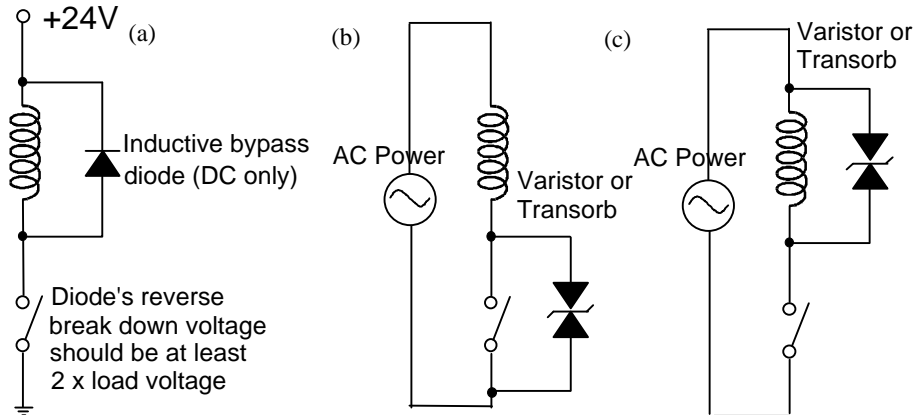 +24V
(a)
Inductive bypass
diode (DC only)
Diode's reverse
break down voltage
should be at least
2 x load voltage
(b)
AC Power
Varistor or
Transorb
(c)
Varistor or
Transorb
AC Power